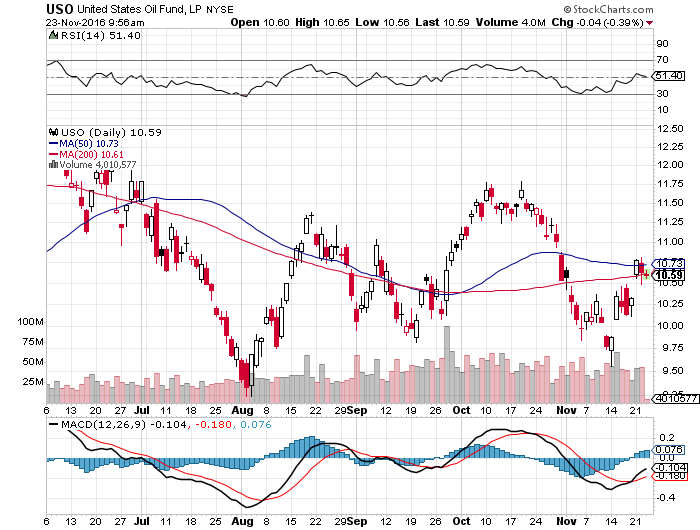 USO United States Oil Fund, LP NYSE © StockCharts.com
23-Nov-2016 9:56am Open 10.60 High 10.65 Low 10.56 Last 10.59 Volume 4.0M Chg -0.04 (-0.39%)
RSI(14) 51.40
90
70
51.40
30
10
USO (Daily) 10.59
MA(50) 10.73
MA(200) 10.61
Volume 4,010,577
12.50
12.25
12.00
11.75
11.50
11.25
11.00
10.73
10.59
10.50
10.25
10.00
9.75
9.50
9.25
100M
75M
50M
25M
4010577
6 13 20 27 Jul 11 18 25 Aug 8 15 22 29 Sep 12 19 26 Oct 10 17 24 Nov 7 14 21
MACD(12,26,9) -0.104, -0.180, 0.076
0.2
0.076
0.0
-0.104
-0.180
-0.4
6 13 20 27 Jul 11 18 25 Aug 8 15 22 29 Sep 12 19 26 Oct 10 17 24 Nov 7 14 21